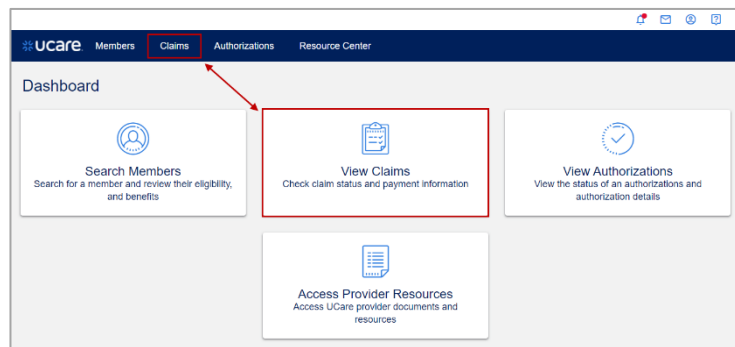 ucare. Members Claims Authorizations Resource Center
Dashboard
Search Members
Search for a member and review their eligibility,
and benefits
View Claims
Check claim status and payment information
View Authorizations
View the status of an authorizations and
authorization details
Access Provider Resources
Access UCare provider documents and
resources